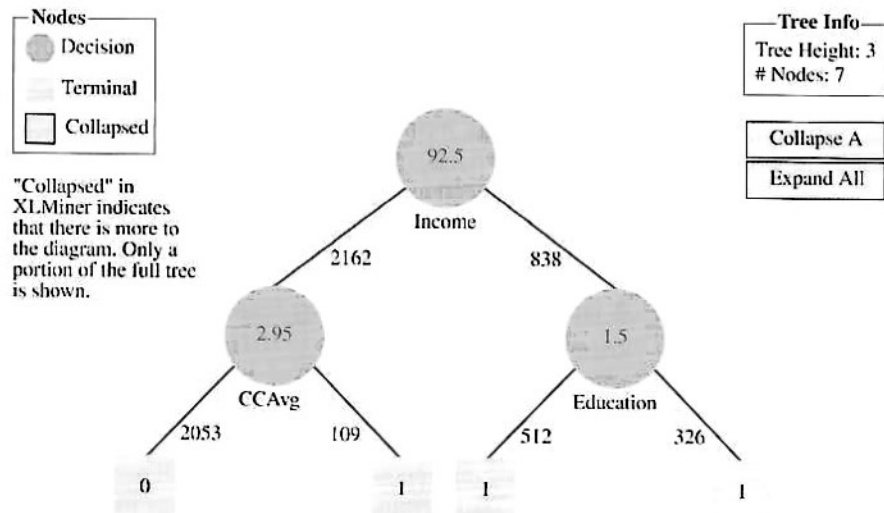 Nodes
Decision
Terminal
Collapsed
"Collapsed" in
XLMiner indicates
that there is more to
the diagram. Only a
portion of the full tree
is shown.
Tree Info
Tree Height: 3
# Nodes: 7
Collapse A
Expand All
92.5
Income
2162
838
2.95
CCAvg
1.5
Education
2053
109
512
326
0
1
1
1